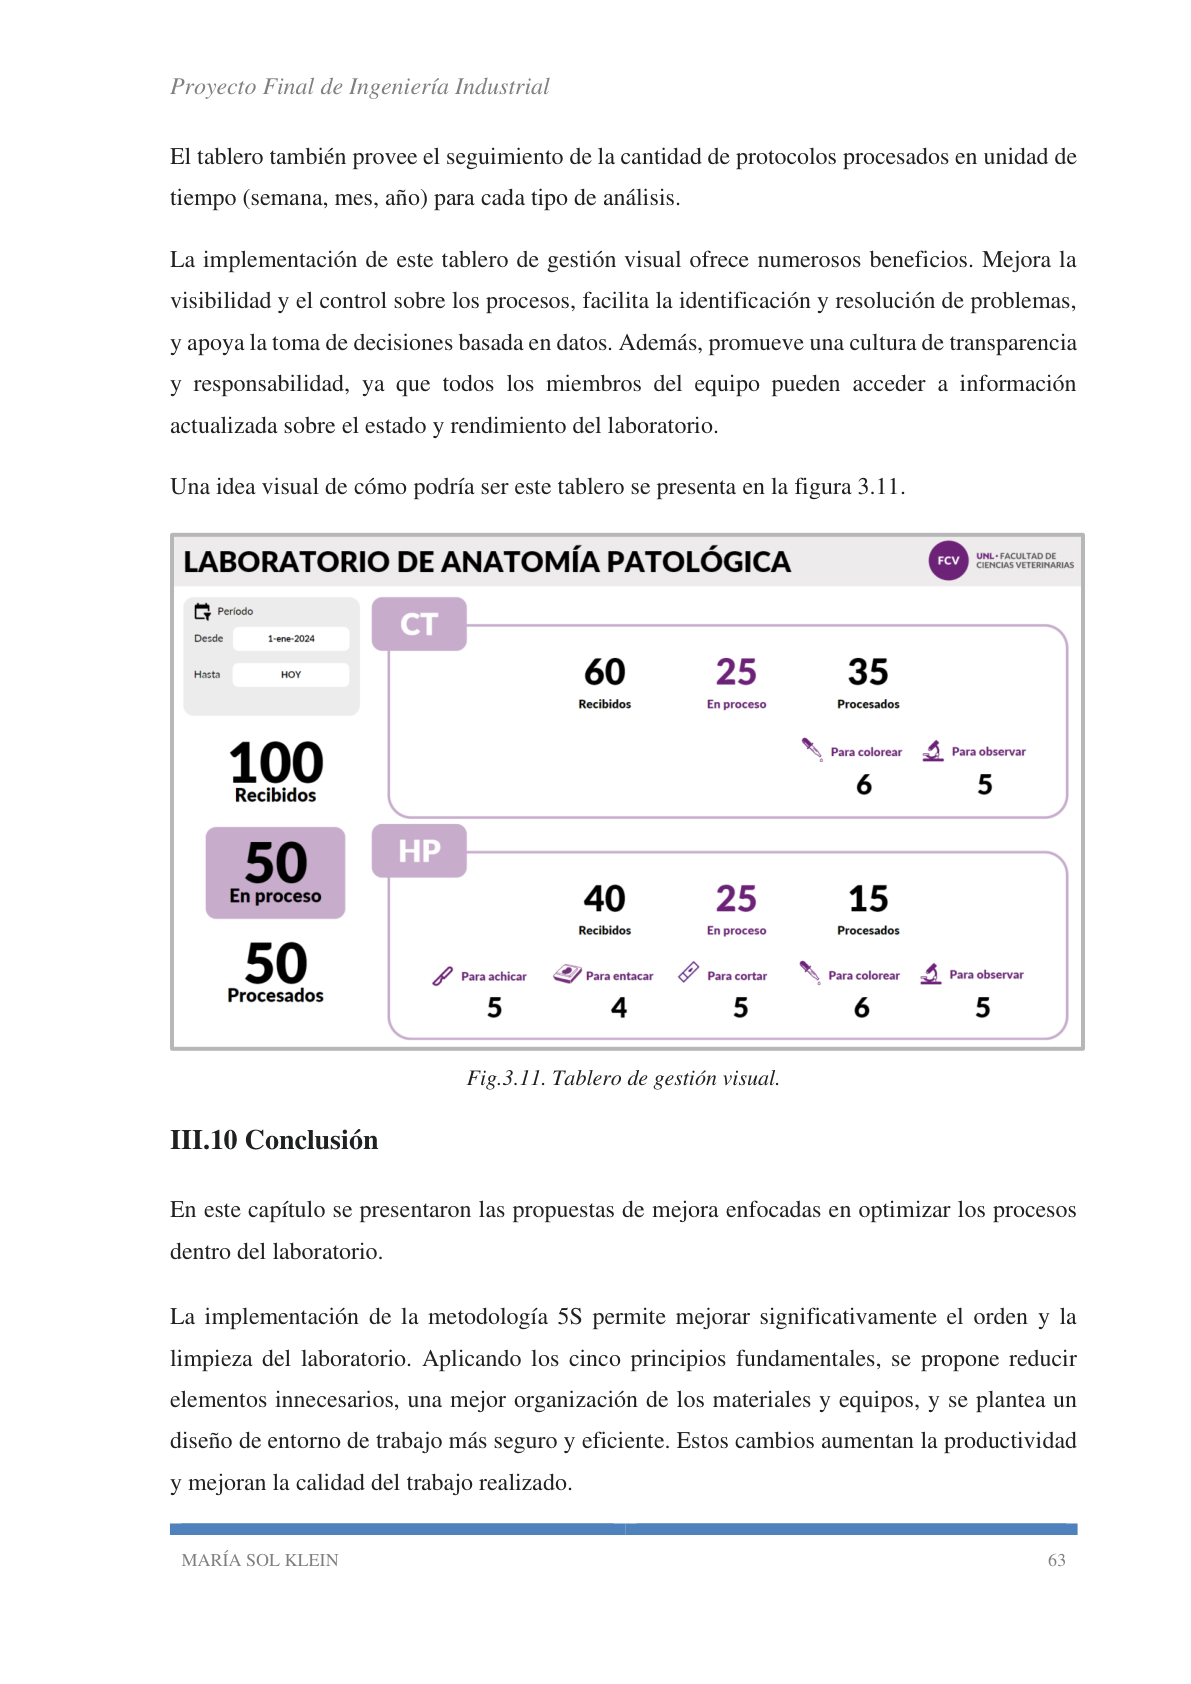 Proyecto Final de Ingeniería Industrial
El tablero también provee el seguimiento de la cantidad de protocolos procesados en unidad de
tiempo (semana, mes, año) para cada tipo de análisis.
La implementación de este tablero de gestión visual ofrece numerosos beneficios. Mejora la
visibilidad y el control sobre los procesos, facilita la identificación y resolución de problemas,
y apoya la toma de decisiones basada en datos. Además, promueve una cultura de transparencia
y responsabilidad, ya que todos los miembros del equipo pueden acceder a información
actualizada sobre el estado y rendimiento del laboratorio.
Una idea visual de cómo podría ser este tablero se presenta en la figura 3.11.
LABORATORIO DE ANATOMÍA PATOLÓGICA
FCV
UNL · FACULTAD DE
CIENCIAS VETERINARIAS
Período
Desde 1-ene-2024
Hasta HOY
100
Recibidos
50
En proceso
50
Procesados
CT
60 25 35
Recibidos En proceso Procesados
Para colorear Para observar
6 5
HP
40 25 15
Recibidos En proceso Procesados
Para achicar Para entacar Para cortar Para colorear Para observar
5 4 5 6 5
Fig.3.11. Tablero de gestión visual.
III.10 Conclusión
En este capítulo se presentaron las propuestas de mejora enfocadas en optimizar los procesos
dentro del laboratorio.
La implementación de la metodología 5S permite mejorar significativamente el orden y la
limpieza del laboratorio. Aplicando los cinco principios fundamentales, se propone reducir
elementos innecesarios, una mejor organización de los materiales y equipos, y se plantea un
diseño de entorno de trabajo más seguro y eficiente. Estos cambios aumentan la productividad
y mejoran la calidad del trabajo realizado.
MARÍA SOL KLEIN 63